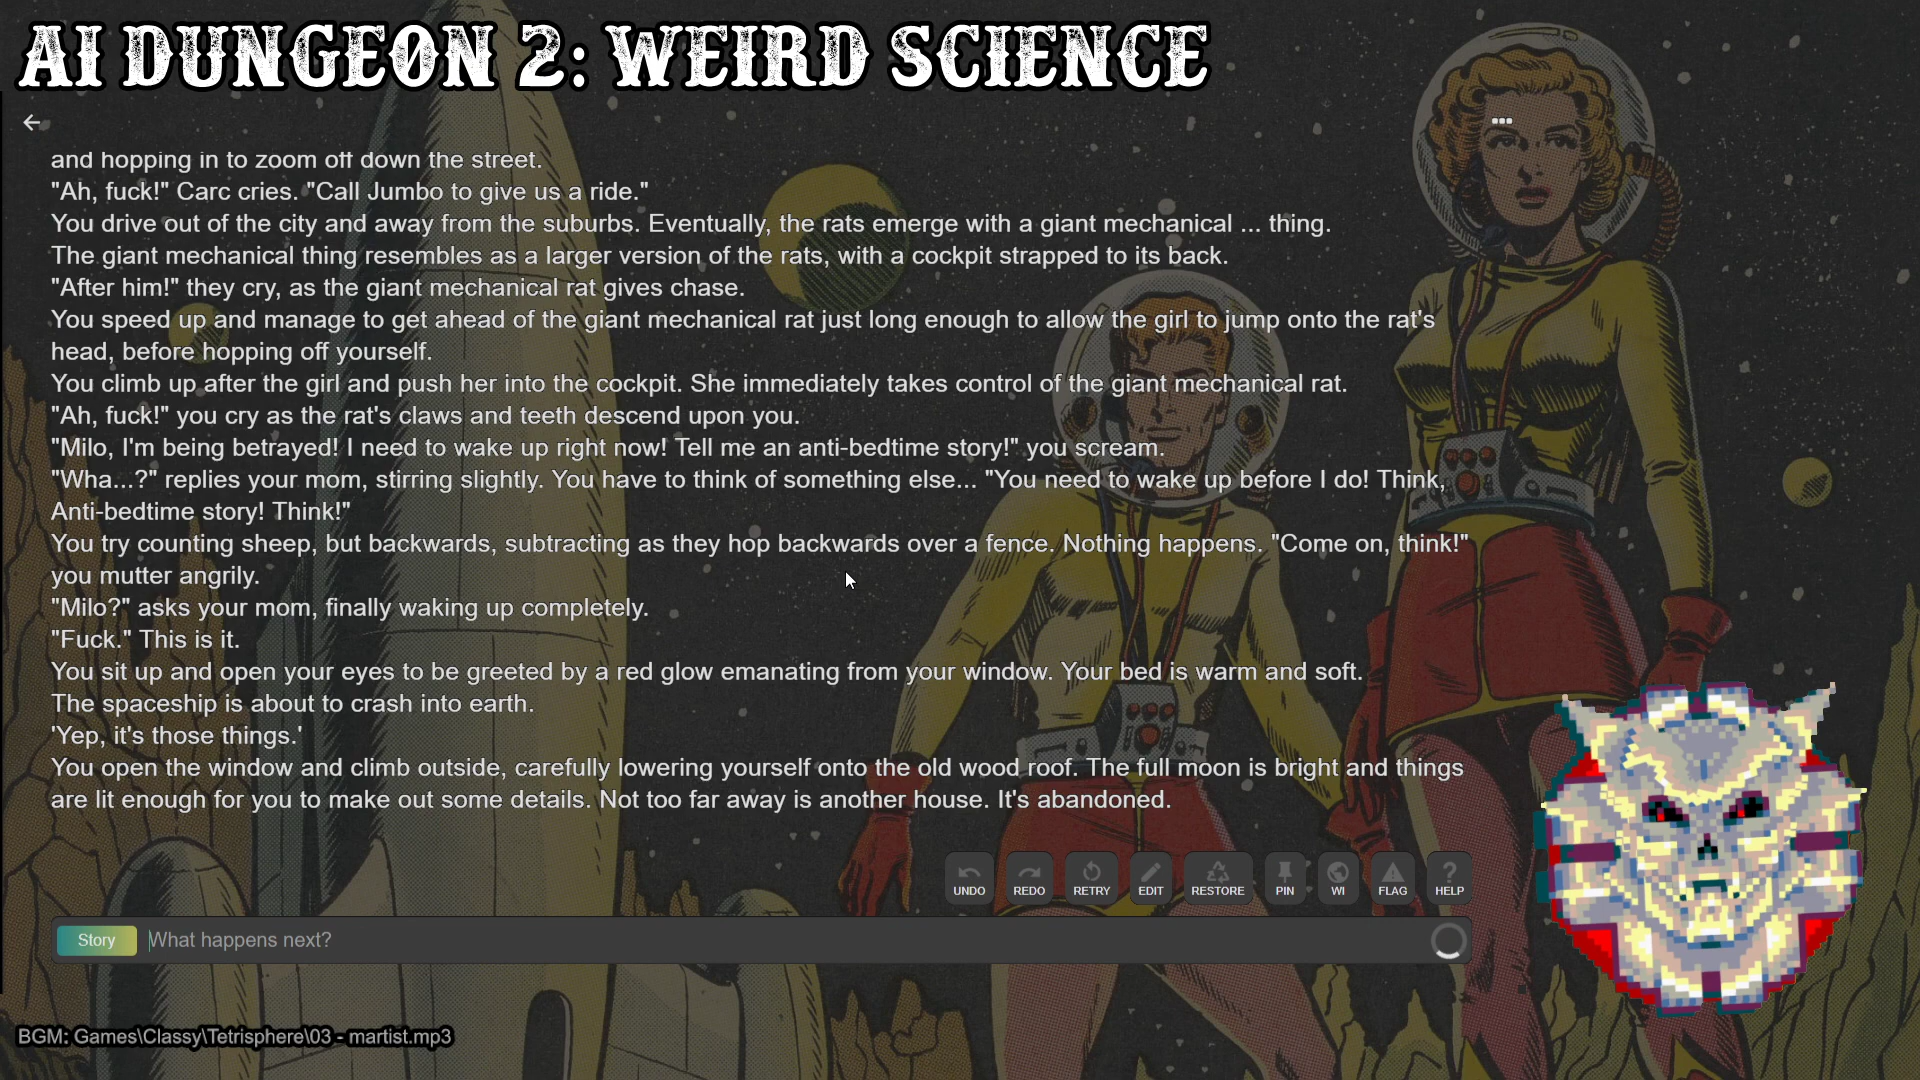 AI DUNGEON 2: WEIRD SCIENCE
and hopping in to zoom off down the street.
"Ah, fuck!" Carc cries. "Call Jumbo to give us a ride."
You drive out of the city and away from the suburbs. Eventually, the rats emerge with a giant mechanical ... thing.
The giant mechanical thing resembles as a larger version of the rats, with a cockpit strapped to its back.
"After him!" they cry, as the giant mechanical rat gives chase.
You speed up and manage to get ahead of the giant mechanical rat just long enough to allow the girl to jump onto the rat's
head, before hopping off yourself.
You climb up after the girl and push her into the cockpit. She immediately takes control of the giant mechanical rat.
"Ah, fuck!" you cry as the rat's claws and teeth descend upon you.
"Milo, I'm being betrayed! I need to wake up right now! Tell me an anti-bedtime story!" you scream.
"Wha...?" replies your mom, stirring slightly. You have to think of something else... "You need to wake up before I do! Think,
Anti-bedtime story! Think!"
You try counting sheep, but backwards, subtracting as they hop backwards over a fence. Nothing happens. "Come on, think!"
you mutter angrily.
"Milo?" asks your mom, finally waking up completely.
"Fuck." This is it.
You sit up and open your eyes to be greeted by a red glow emanating from your window. Your bed is warm and soft.
The spaceship is about to crash into earth.
'Yep, it's those things.'
You open the window and climb outside, carefully lowering yourself onto the old wood roof. The full moon is bright and things
are lit enough for you to make out some details. Not too far away is another house. It's abandoned.
UNDO REDO RETRY EDIT RESTORE PIN WI FLAG HELP
Story What happens next?
BGM: Games\Classy\Tetrisphere\03 - martist.mp3